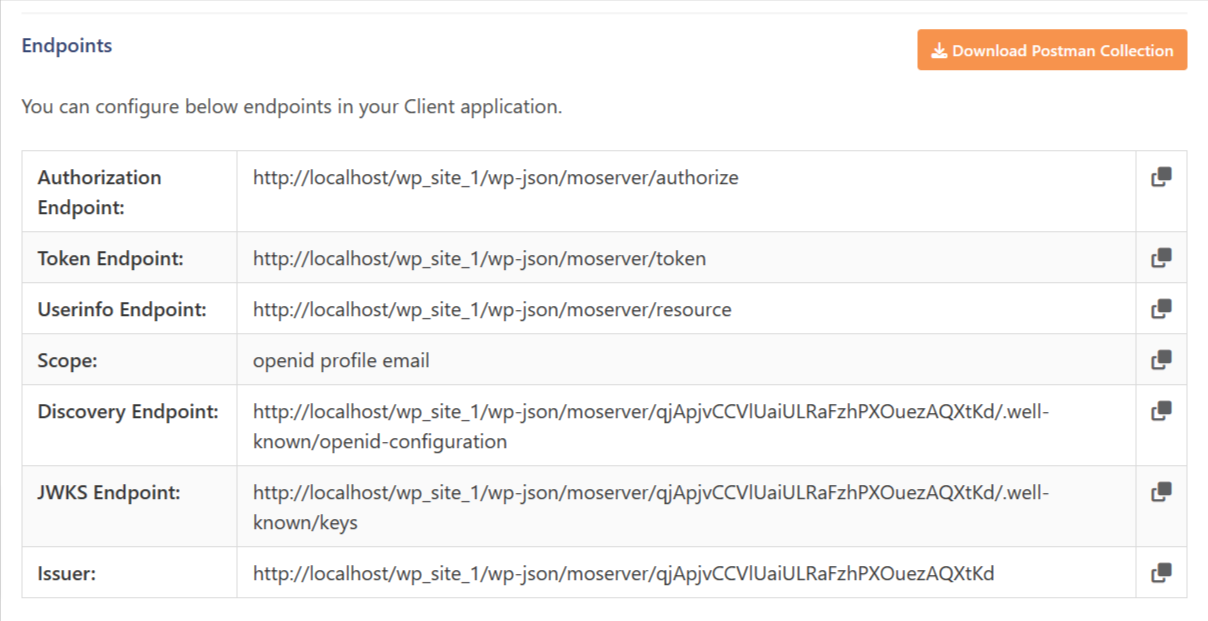 Endpoints
Download Postman Collection
You can configure below endpoints in your Client application.
Authorization
Endpoint:
http://localhost/wp_site_1/wp-json/moserver/authorize
Token Endpoint:
http://localhost/wp_site_1/wp-json/moserver/token
Userinfo Endpoint:
http://localhost/wp_site_1/wp-json/moserver/resource
Scope:
openid profile email
Discovery Endpoint:
http://localhost/wp_site_1/wp-json/moserver/qjApjvCCVlUaiULRaFzhPXOuezAQXtKd/.well-
known/openid-configuration
JWKS Endpoint:
http://localhost/wp_site_1/wp-json/moserver/qjApjvCCVlUaiULRaFzhPXOuezAQXtKd/.well-
known/keys
Issuer:
http://localhost/wp_site_1/wp-json/moserver/qjApjvCCVlUaiULRaFzhPXOuezAQXtKd